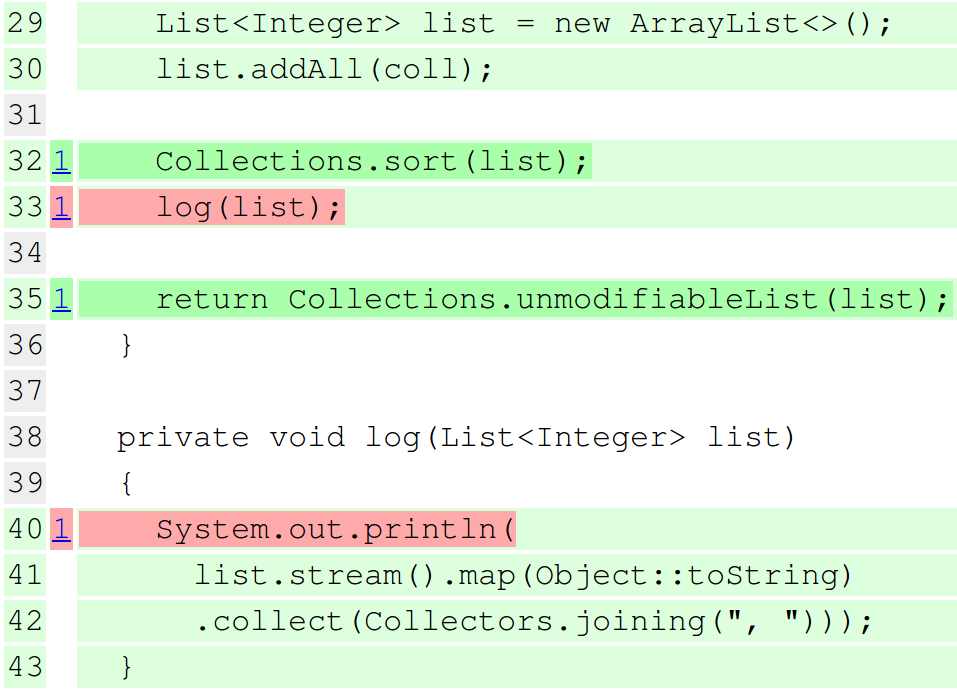 29 List<Integer> list = new ArrayList<>();
30 list.addAll(coll);
31
32 1 Collections.sort(list);
33 1 log(list);
34
35 1 return Collections.unmodifiableList(list);
36 }
37
38 private void log(List<Integer> list)
39 {
40 1 System.out.println(
41 list.stream().map(Object::toString)
42 .collect(Collectors.joining(", ")));
43 }